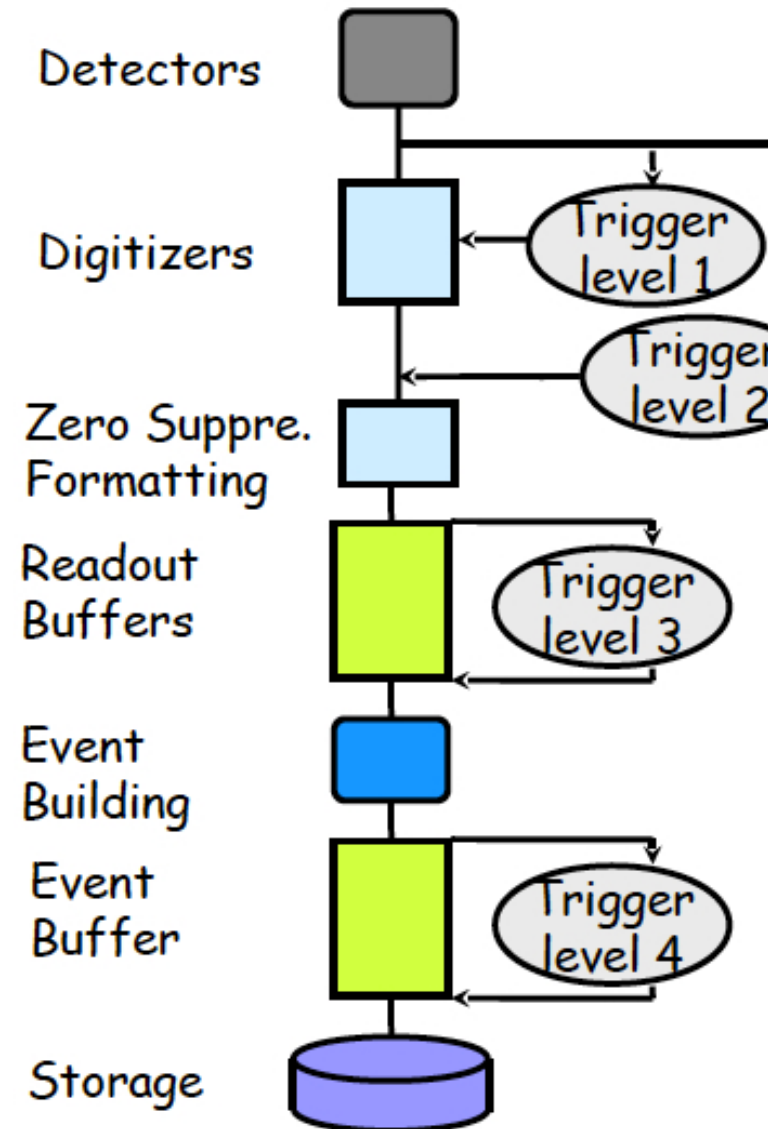 Detectors
Digitizers
Trigger
level 1
Trigger
level 2
Zero Suppre.
Formatting
Readout
Buffers
Trigger
level 3
Event
Building
Event
Buffer
Trigger
level 4
Storage